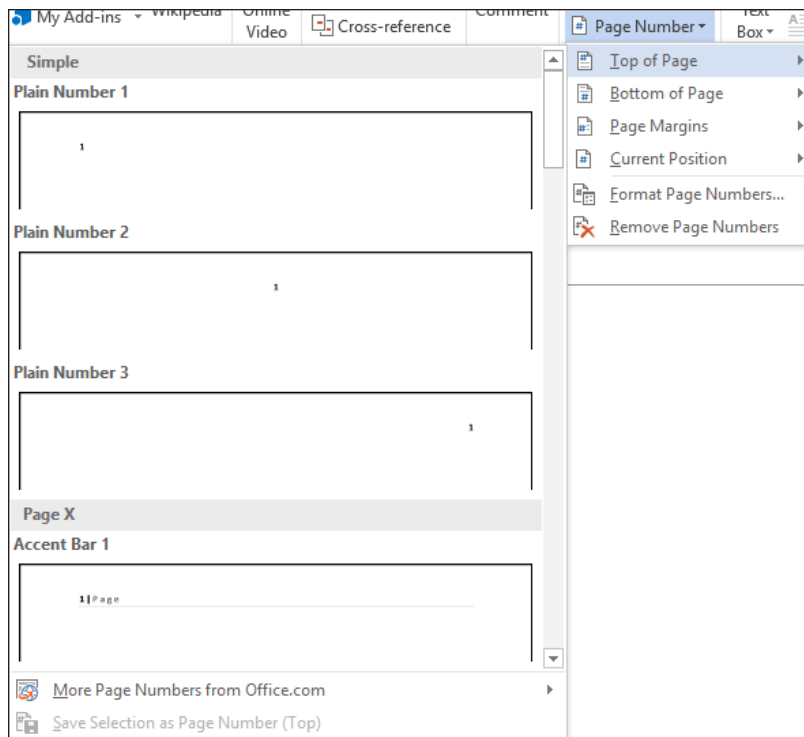 My Add-ins
Wikipedia
Online
Video
Cross-reference
Comment
Page Number
Text
Box
Simple
Plain Number 1
1
Plain Number 2
1
Plain Number 3
1
Page X
Accent Bar 1
1|Page
More Page Numbers from Office.com
Save Selection as Page Number (Top)
Top of Page
Bottom of Page
Page Margins
Current Position
Format Page Numbers...
Remove Page Numbers